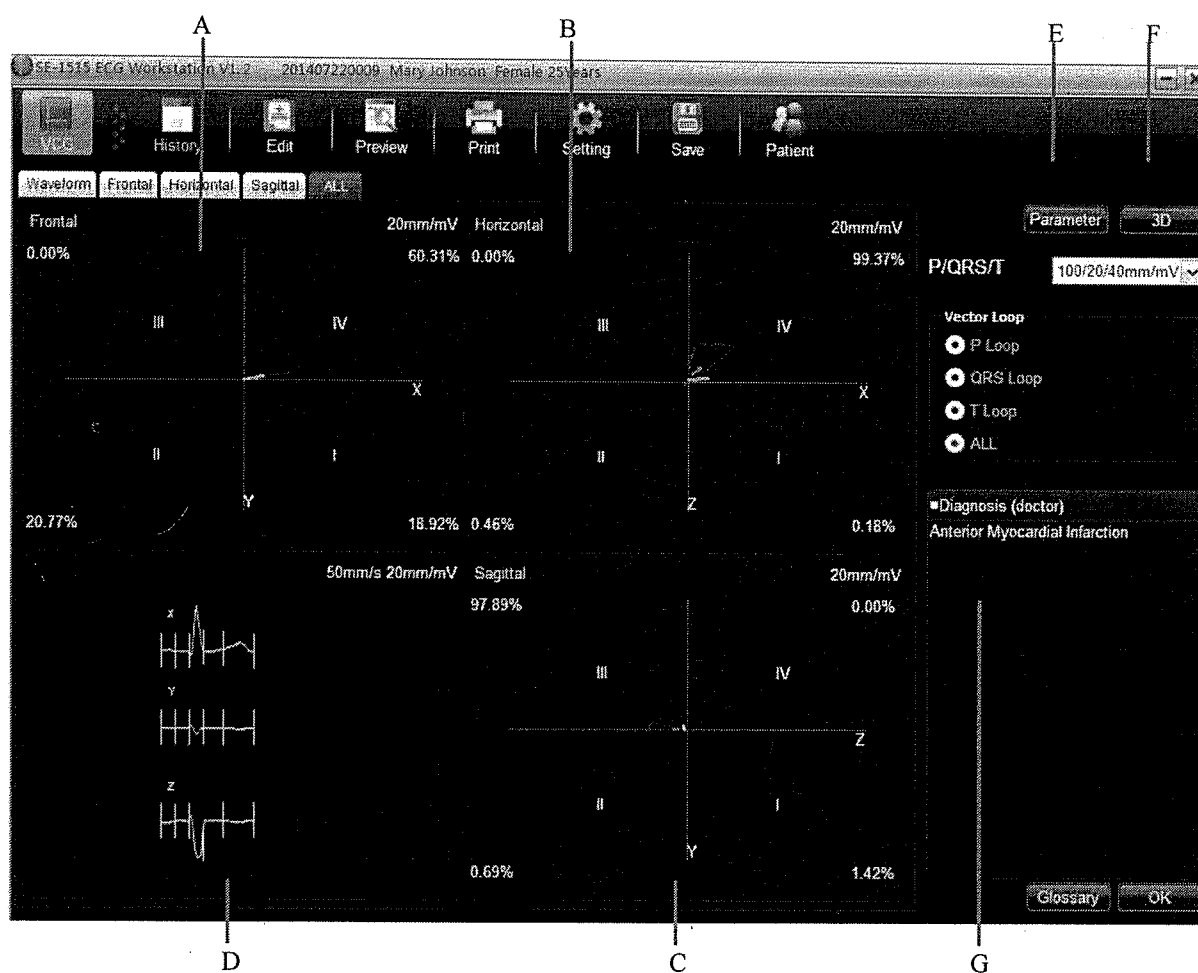 A B E F
SE-1515 ECG Workstation V1.2 201407220009 Mary Johnson Female 25Years
VCG History Edit Preview Print Setting Save Patient
Waveform Frontal Horizontal Sagittal ALL
Frontal 20mm/mV
0.00% 60.31%
III IV
X
II I
Y
20.77% 18.92%
Horizontal 20mm/mV
0.00% 99.37%
III IV
X
II I
Z
0.46% 0.18%
50mm/s 20mm/mV
X
Y
Z
Sagittal 20mm/mV
97.89% 0.00%
III IV
Z
II I
Y
0.69% 1.42%
Parameter 3D
P/QRS/T 100/20/40mm/mV
Vector Loop
P Loop
QRS Loop
T Loop
ALL
Diagnosis (doctor)
Anterior Myocardial Infarction
Glossary OK
D C G